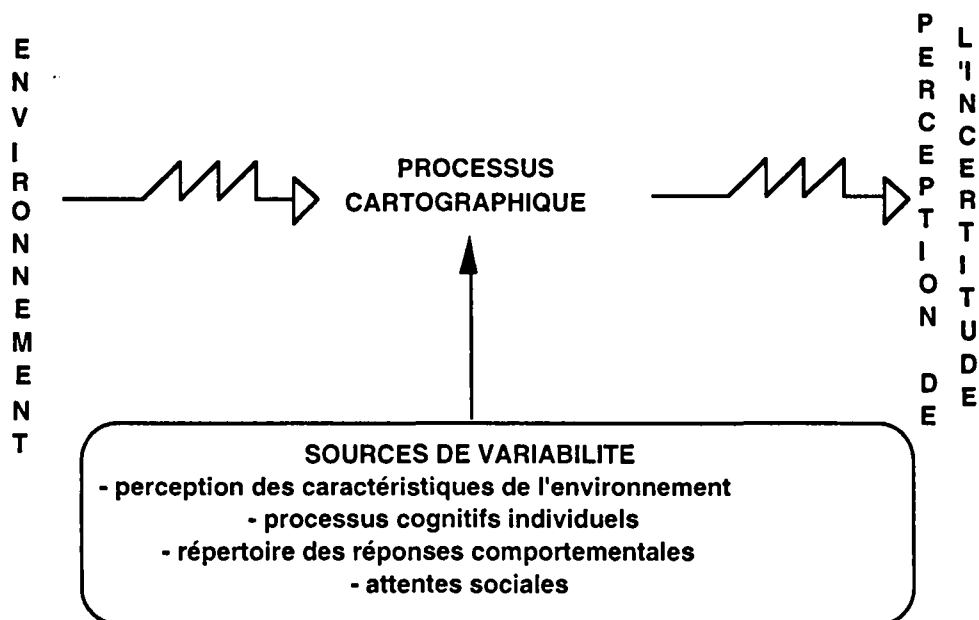 ENVIRONNEMENT
PROCESSUS
CARTOGRAPHIQUE
PERCEPTION DE
L'INCERTITUDE
SOURCES DE VARIABILITE
- perception des caractéristiques de l'environnement
- processus cognitifs individuels
- répertoire des réponses comportementales
- attentes sociales